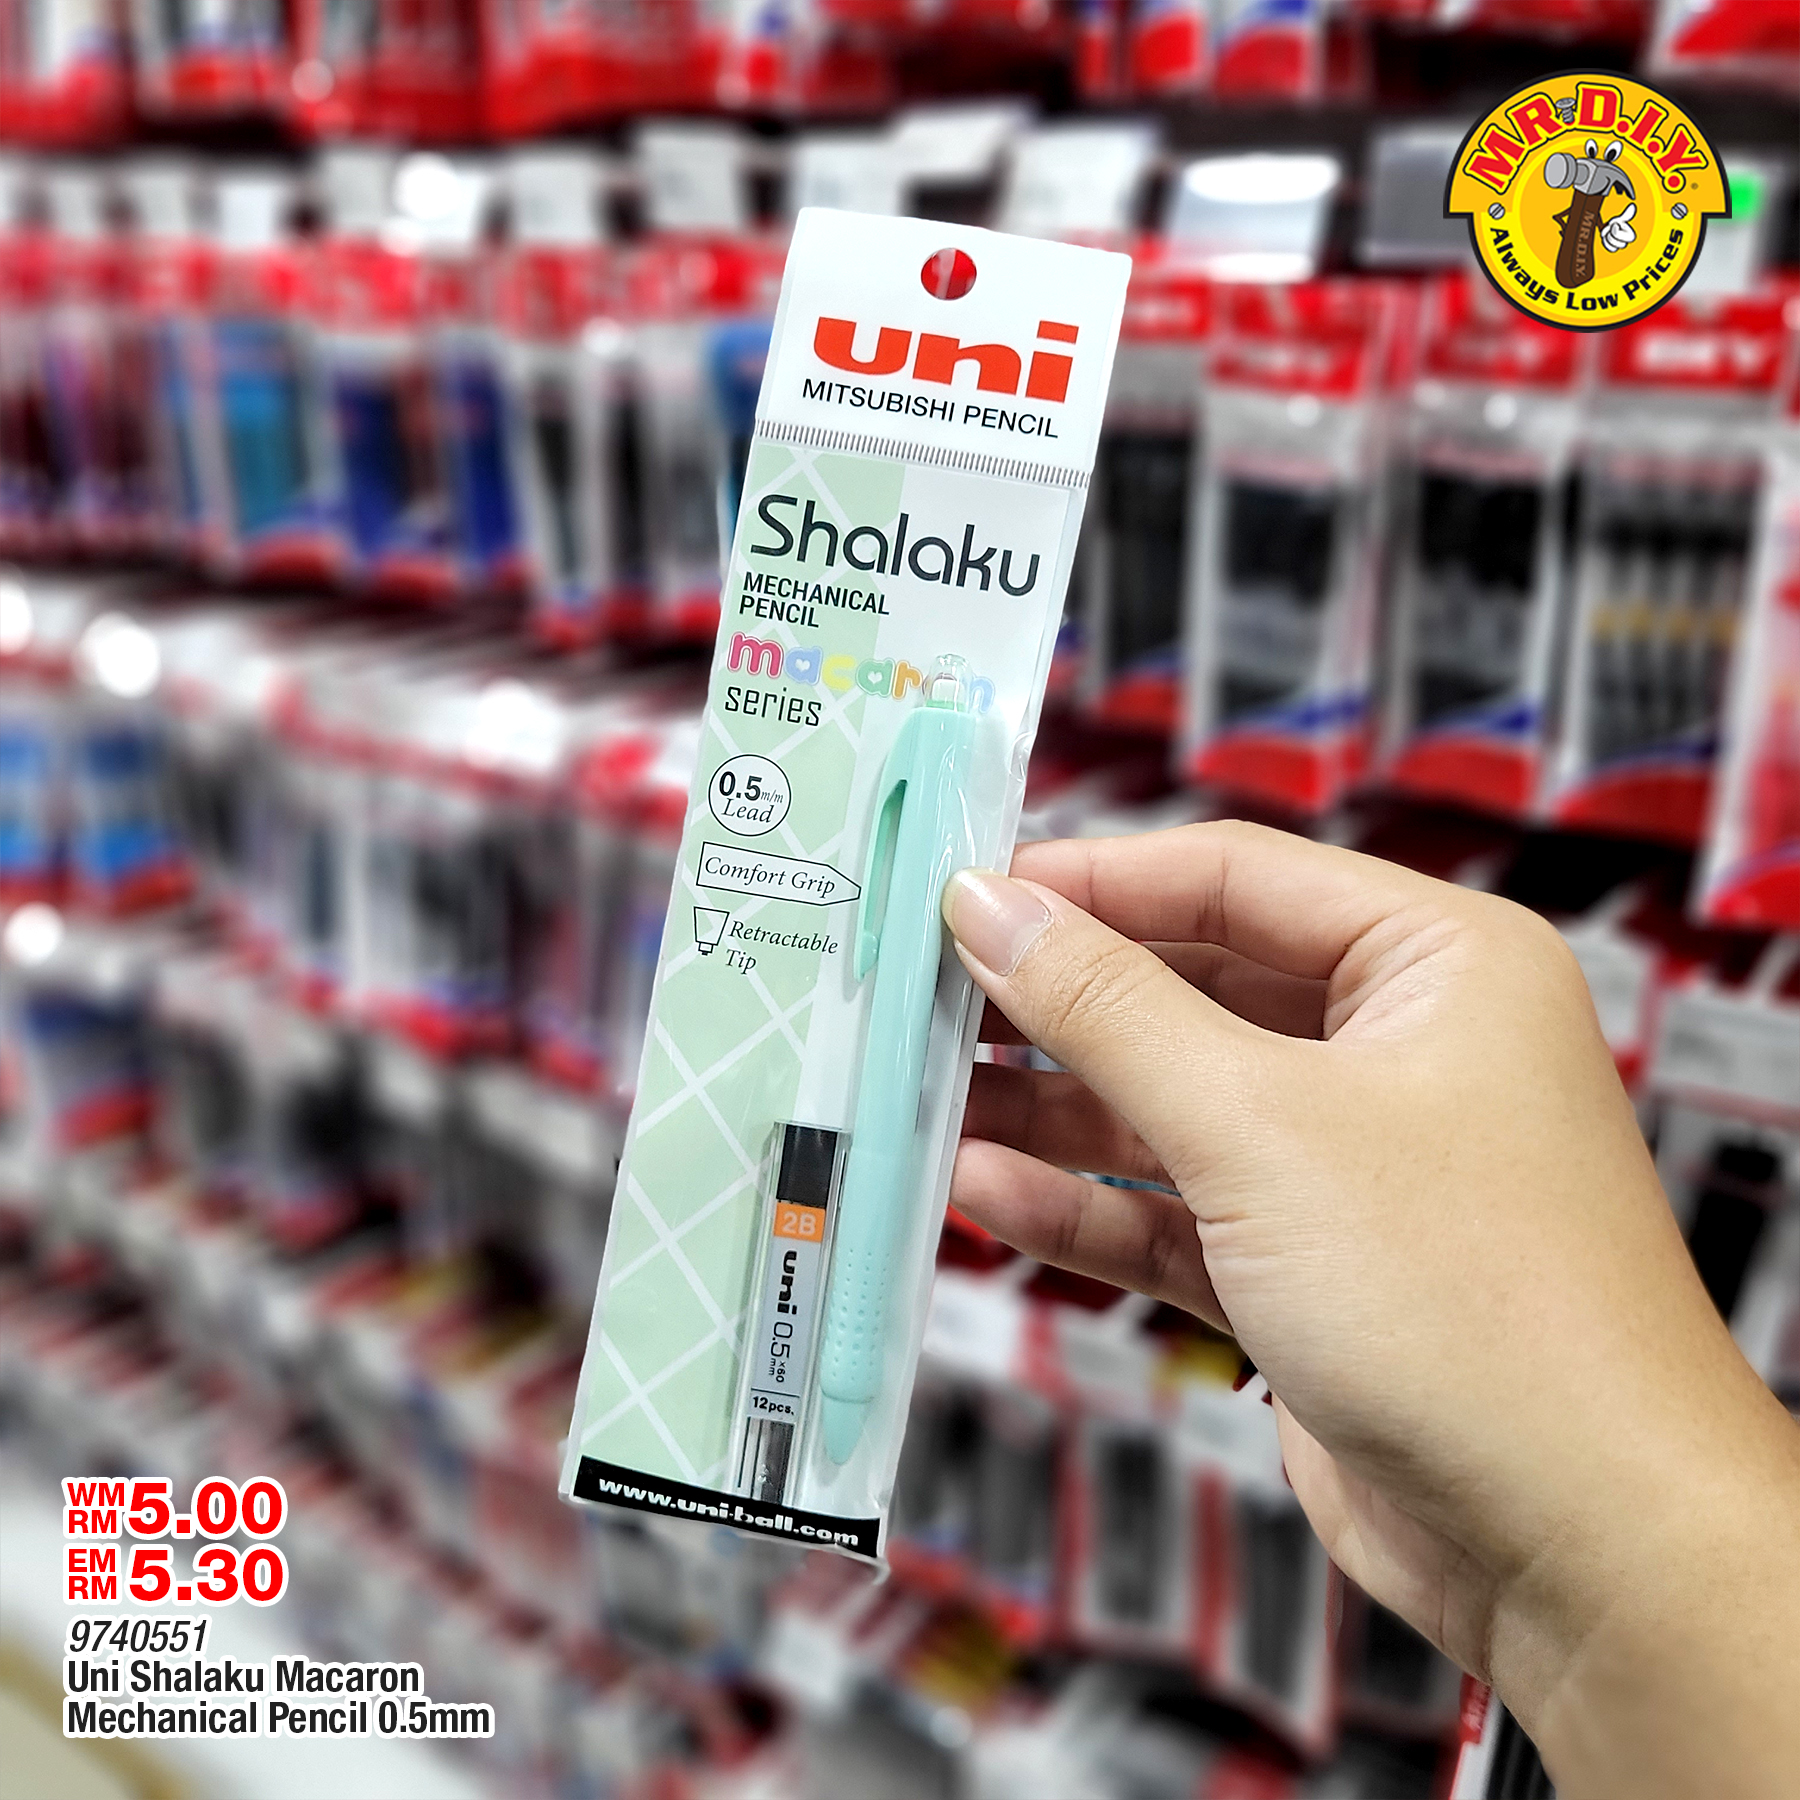 MR.D.I.Y.
MR.D.I.Y.
Always Low Prices
uni
MITSUBISHI PENCIL
Shalaku
MECHANICAL
PENCIL
macaron
series
0.5m/m
Lead
Comfort Grip
Retractable
Tip
2B
uni 0.5mm×60
12pcs.
www.uni-ball.com
WM RM 5.00
EM RM 5.30
9740551
Uni Shalaku Macaron
Mechanical Pencil 0.5mm